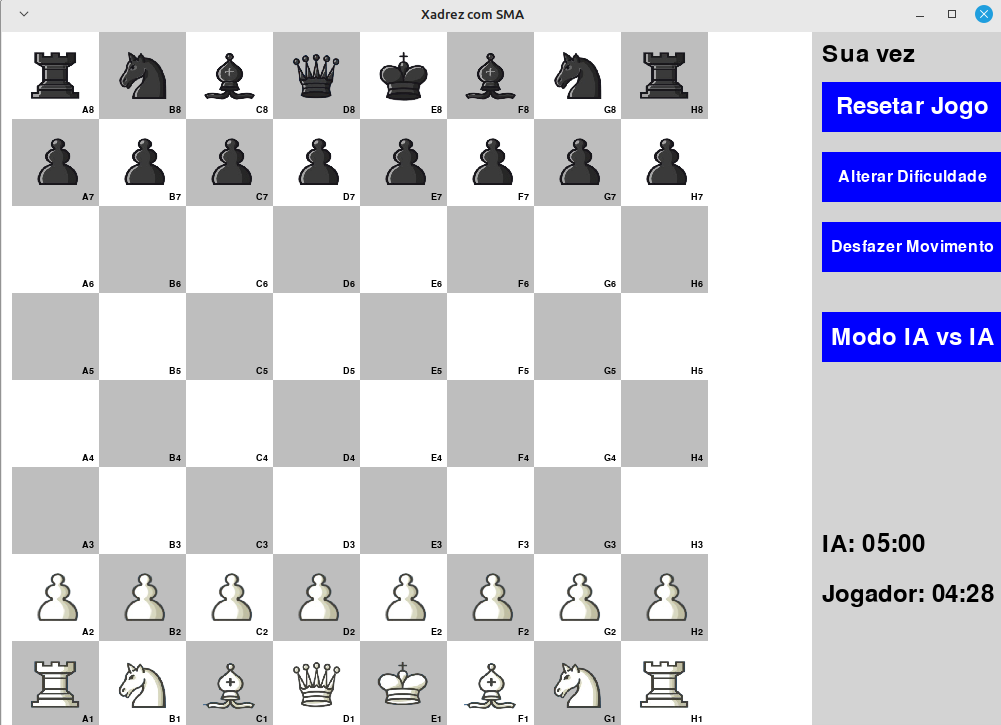 Xadrez com SMA
A8 B8 C8 D8 E8 F8 G8 H8
A7 B7 C7 D7 E7 F7 G7 H7
A6 B6 C6 D6 E6 F6 G6 H6
A5 B5 C5 D5 E5 F5 G5 H5
A4 B4 C4 D4 E4 F4 G4 H4
A3 B3 C3 D3 E3 F3 G3 H3
A2 B2 C2 D2 E2 F2 G2 H2
A1 B1 C1 D1 E1 F1 G1 H1
Sua vez
Resetar Jogo
Alterar Dificuldade
Desfazer Movimento
Modo IA vs IA
IA: 05:00
Jogador: 04:28